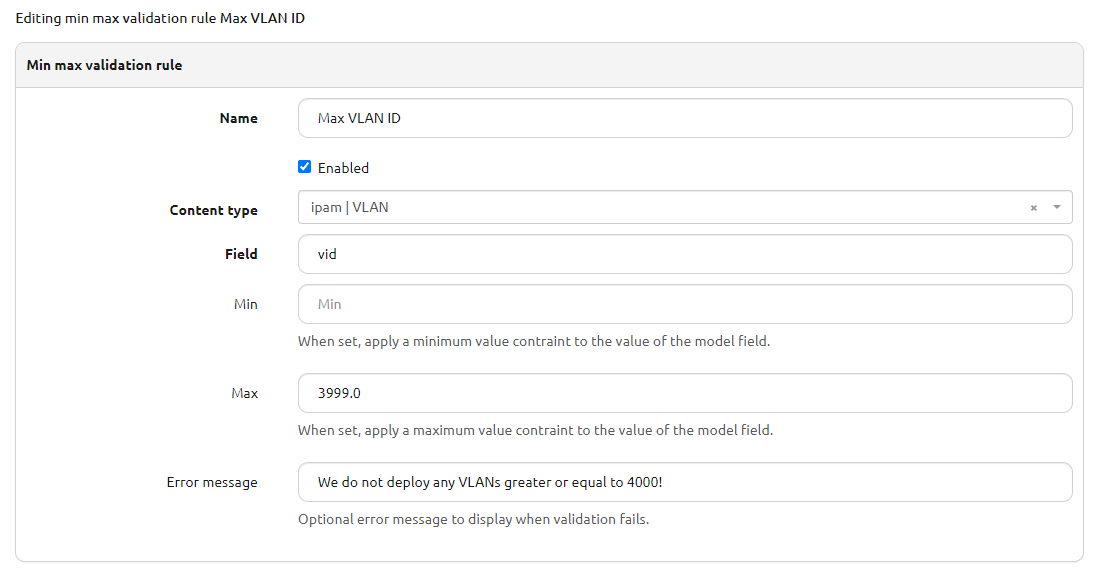 Editing min max validation rule Max VLAN ID
Min max validation rule
Name
Max VLAN ID
Enabled
Content type
ipam | VLAN
×
Field
vid
Min
Min
When set, apply a minimum value contraint to the value of the model field.
Max
3999.0
When set, apply a maximum value contraint to the value of the model field.
Error message
We do not deploy any VLANs greater or equal to 4000!
Optional error message to display when validation fails.